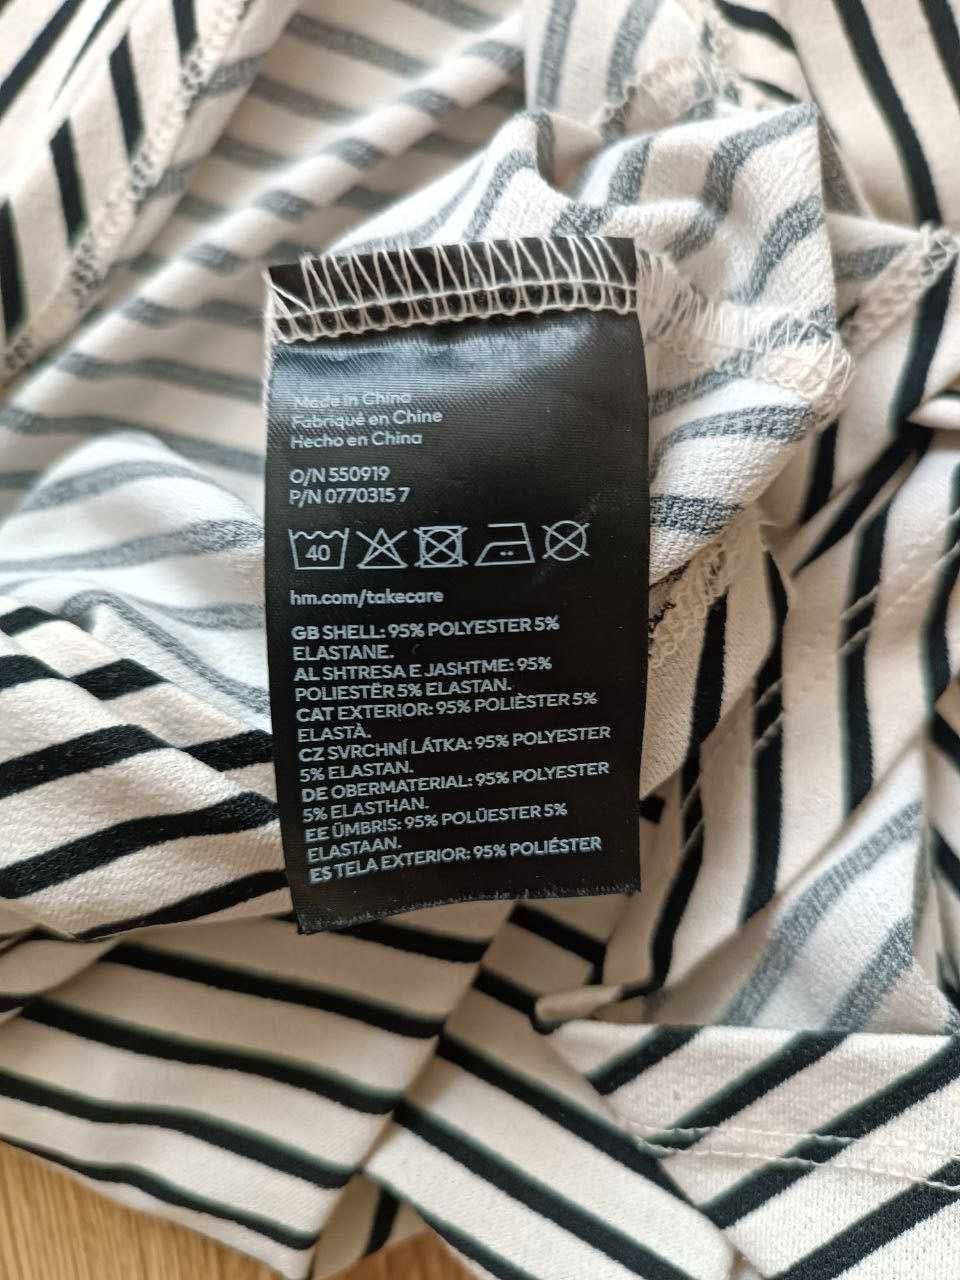 Made in China
Fabriqué en Chine
Hecho en China
O/N 550919
P/N 0770315 7
40
hm.com/takecare
GB SHELL: 95% POLYESTER 5%
ELASTANE.
AL SHTRESA E JASHTME: 95%
POLIESTËR 5% ELASTAN.
CAT EXTERIOR: 95% POLIÈSTER 5%
ELASTÀ.
CZ SVRCHNÍ LÁTKA: 95% POLYESTER
5% ELASTAN.
DE OBERMATERIAL: 95% POLYESTER
5% ELASTHAN.
EE ÜMBRIS: 95% POLÜESTER 5%
ELASTAAN.
ES TELA EXTERIOR: 95% POLIÉSTER